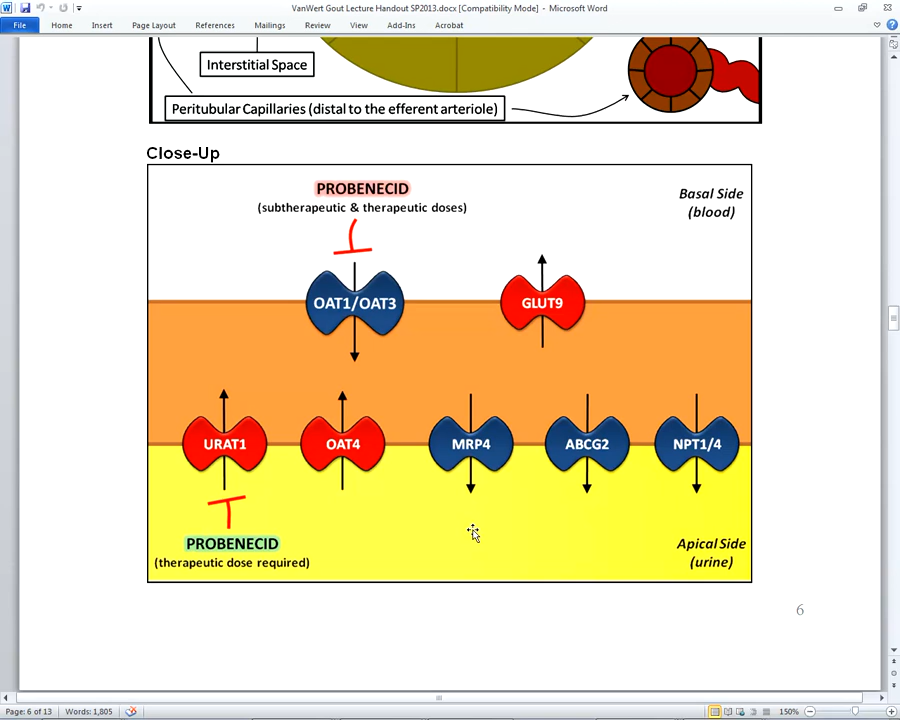 VanWert Gout Lecture Handout SP2013.docx [Compatibility Mode] - Microsoft Word
File Home Insert Page Layout References Mailings Review View Add-Ins Acrobat
Interstitial Space
Peritubular Capillaries (distal to the efferent arteriole)
Close-Up
PROBENECID
(subtherapeutic & therapeutic doses)
Basal Side
(blood)
OAT1/OAT3
GLUT9
URAT1
OAT4
MRP4
ABCG2
NPT1/4
PROBENECID
(therapeutic dose required)
Apical Side
(urine)
6
Page: 6 of 13 Words: 1,805 150%